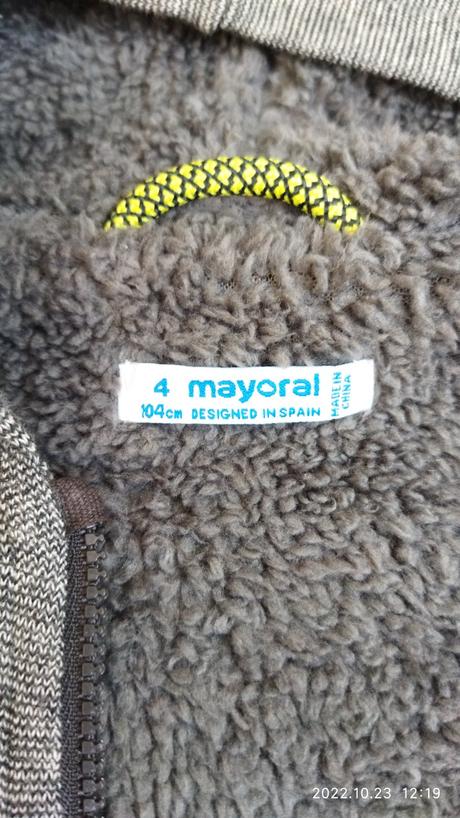 4 mayoral
104cm DESIGNED IN SPAIN
MADE IN
CHINA
2022.10.23 12:19